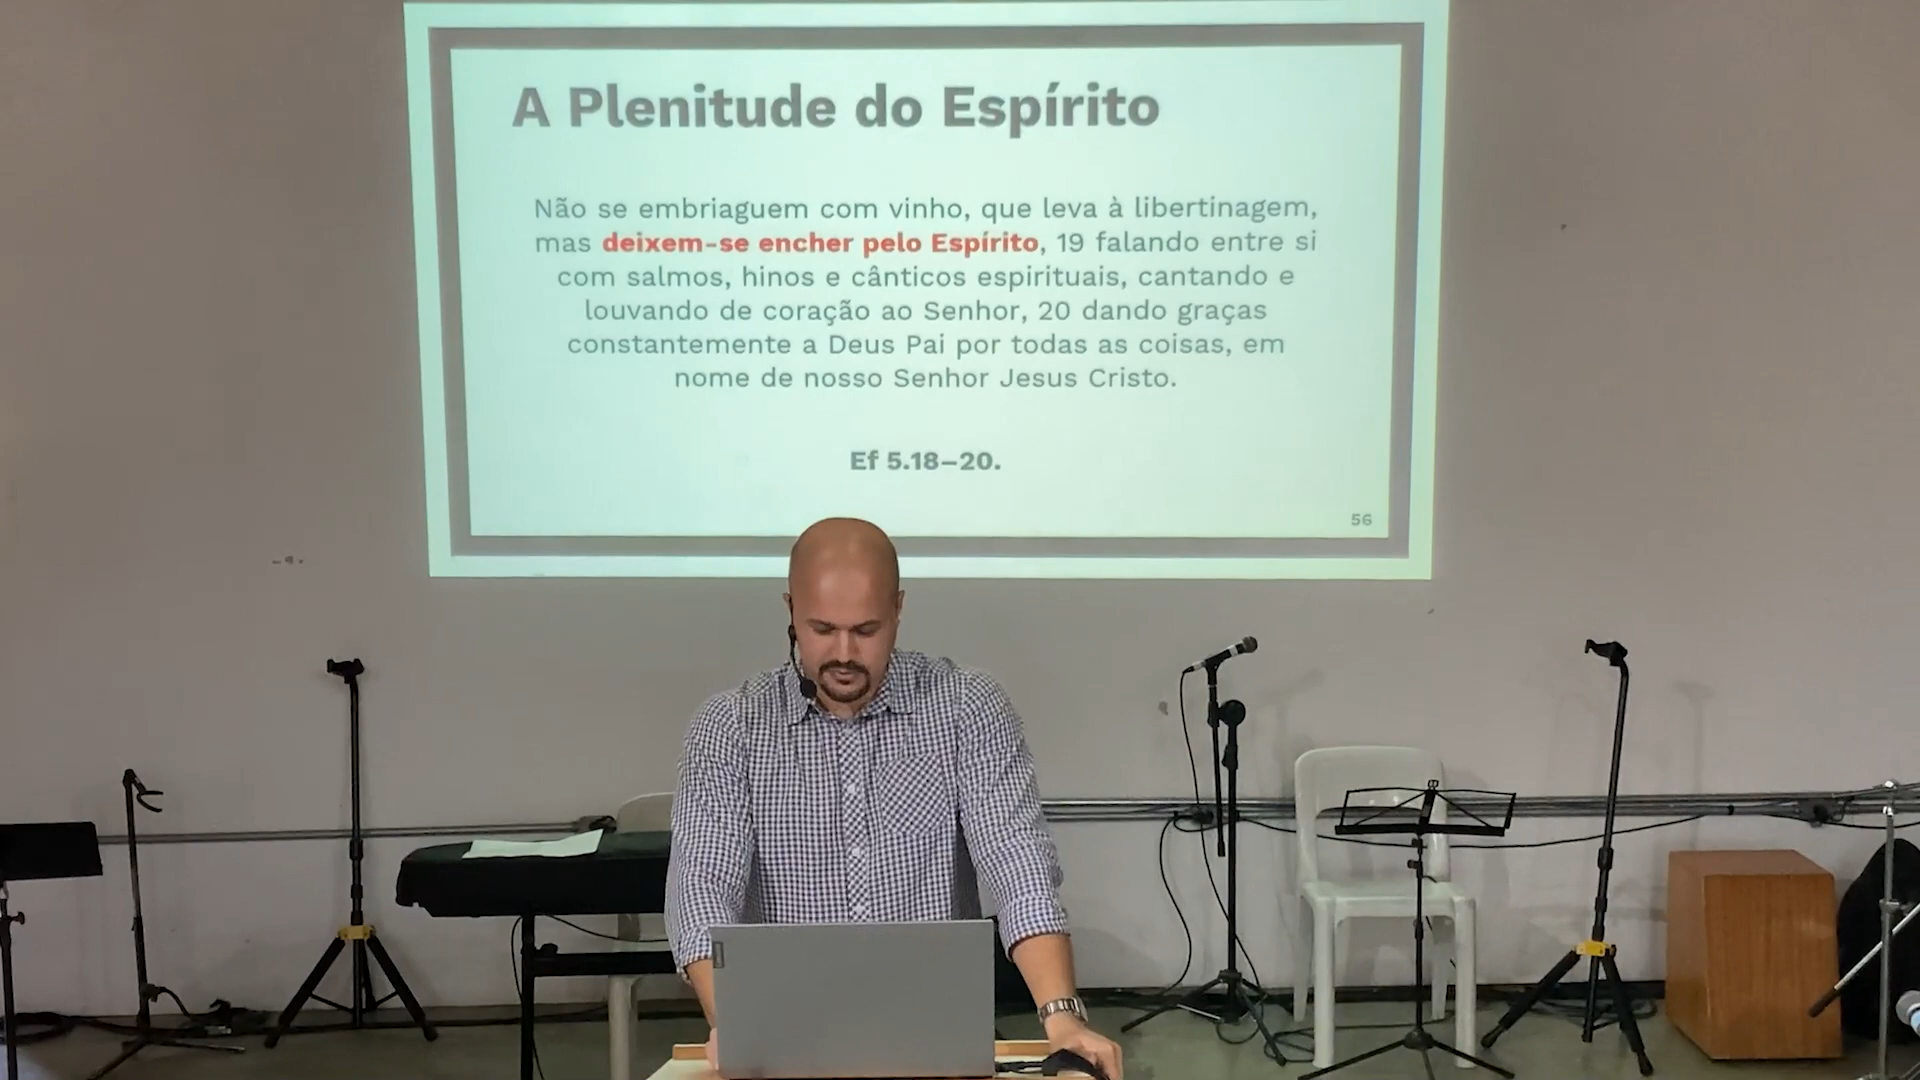 A Plenitude do Espírito
Não se embriaguem com vinho, que leva à libertinagem,
mas deixem-se encher pelo Espírito, 19 falando entre si
com salmos, hinos e cânticos espirituais, cantando e
louvando de coração ao Senhor, 20 dando graças
constantemente a Deus Pai por todas as coisas, em
nome de nosso Senhor Jesus Cristo.
Ef 5.18–20.
56